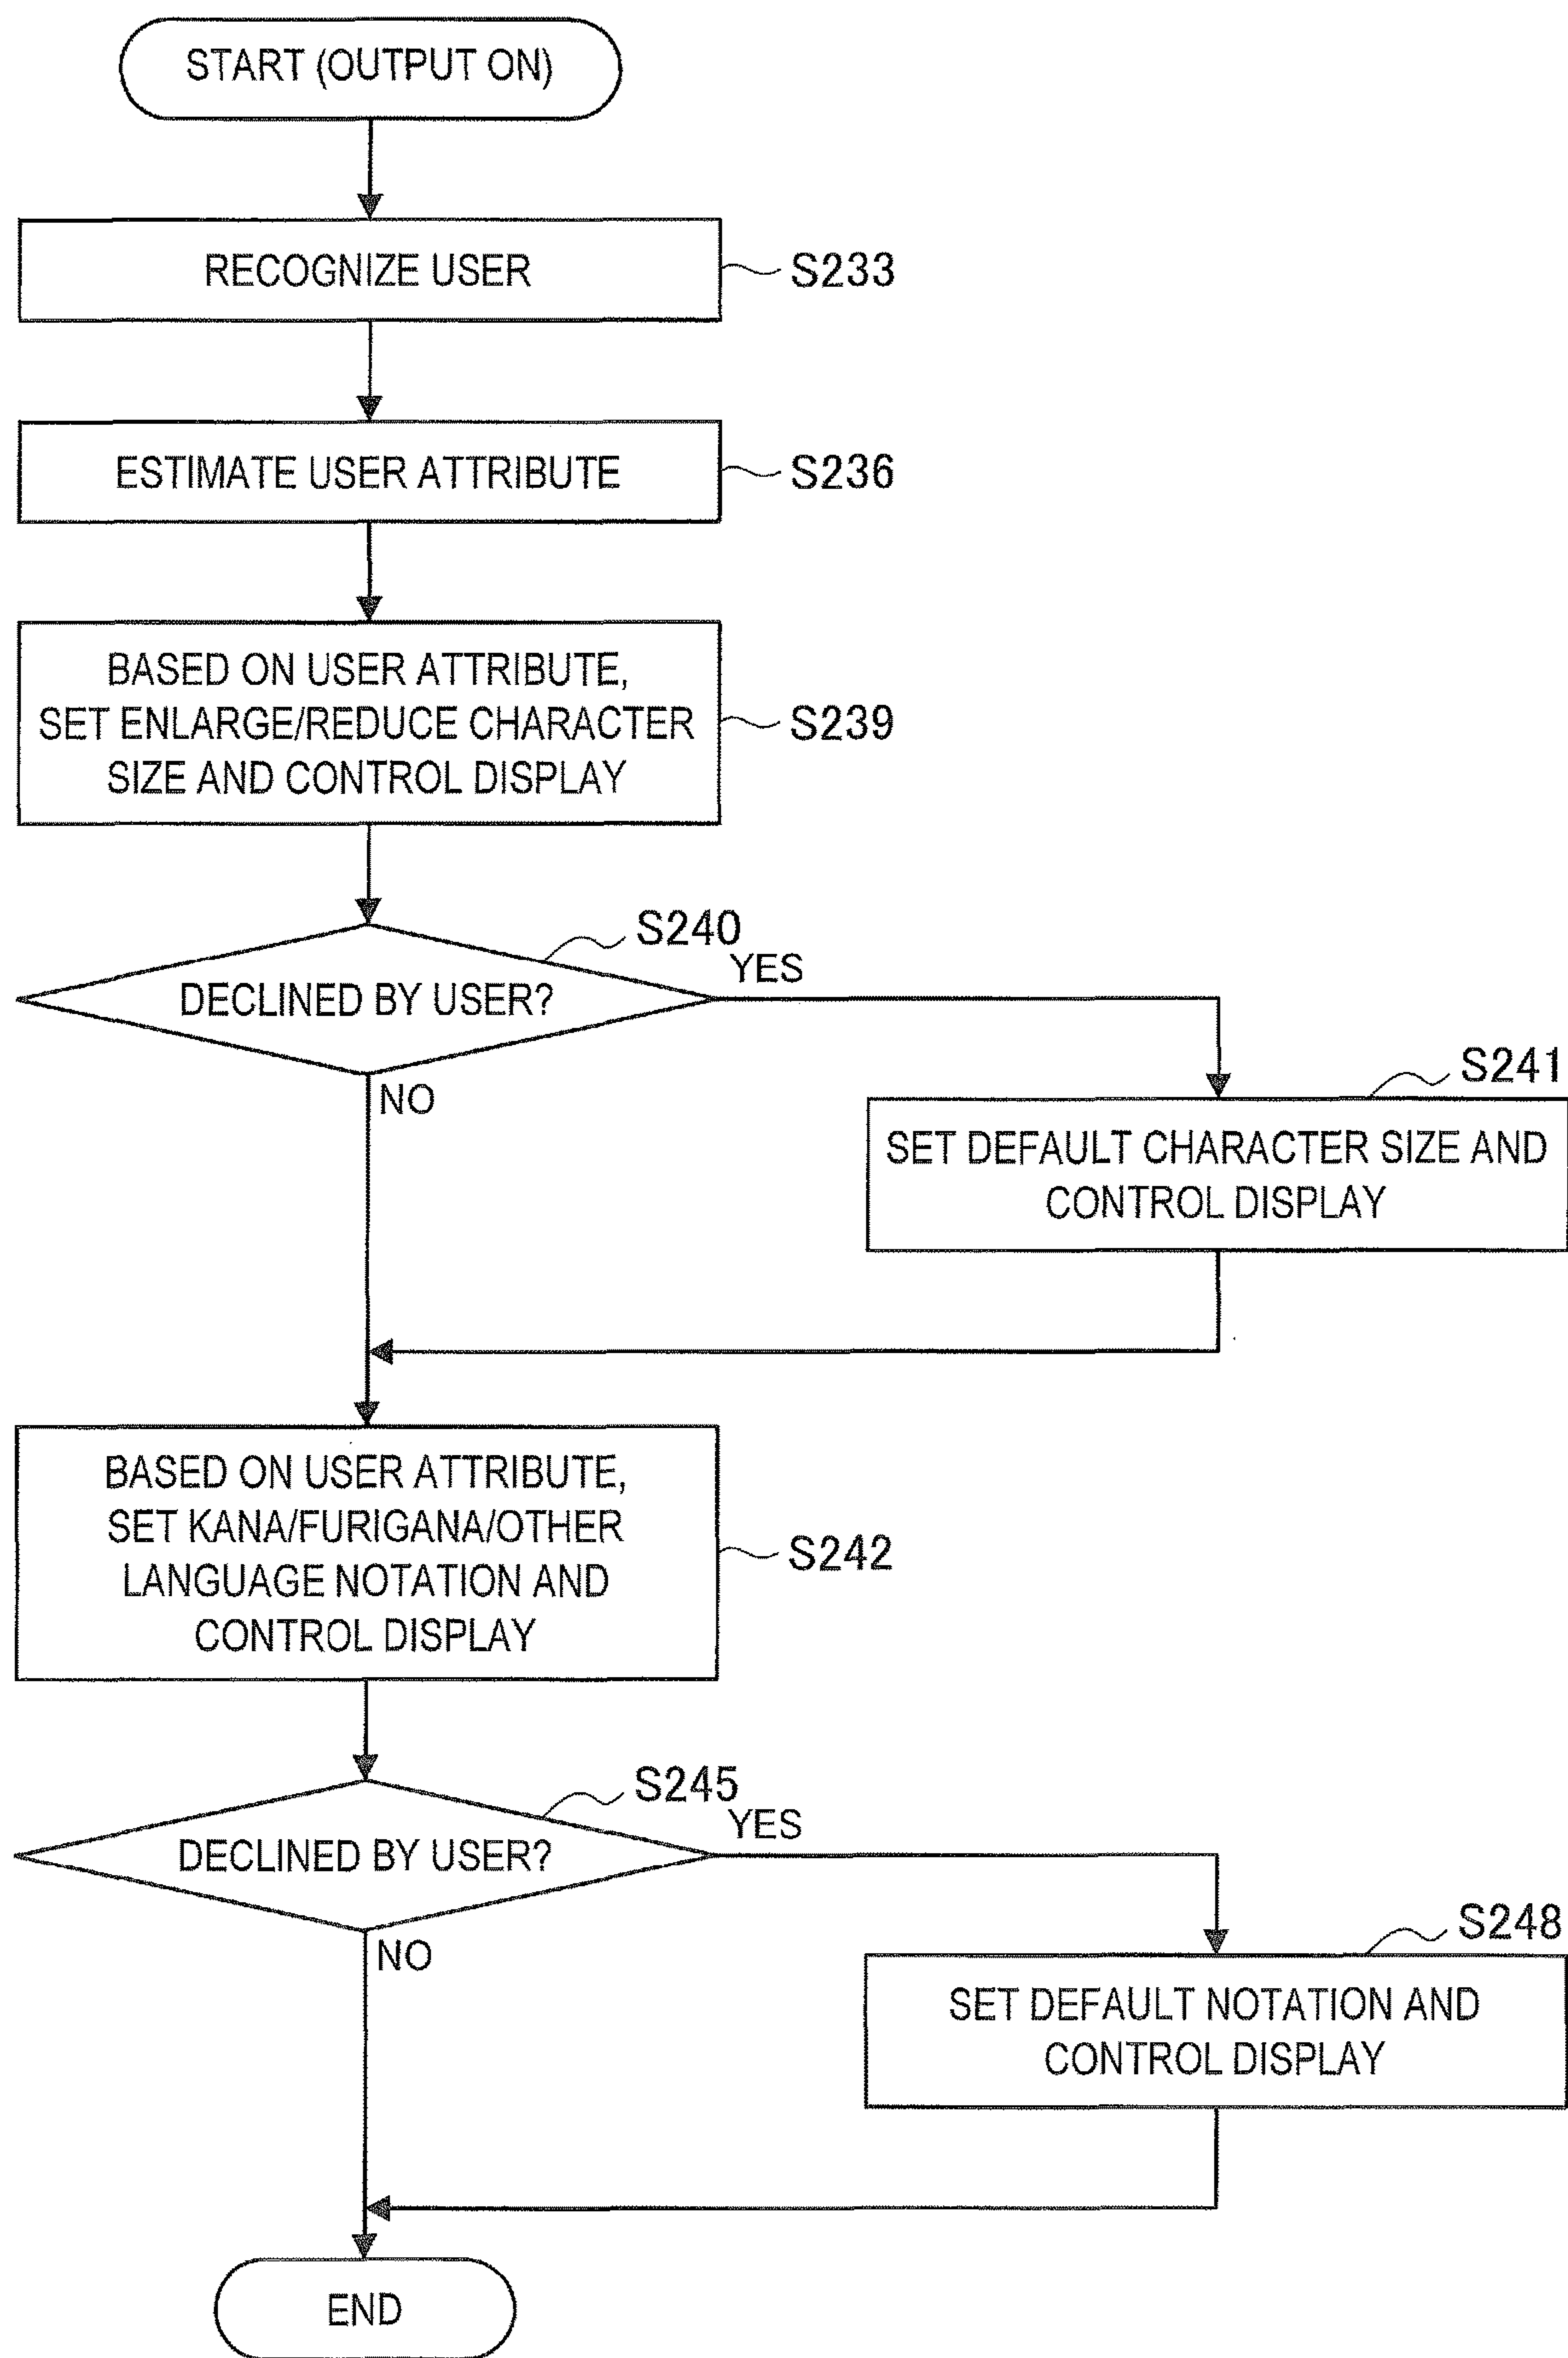 START (OUTPUT ON)
RECOGNIZE USER
S233
ESTIMATE USER ATTRIBUTE
S236
BASED ON USER ATTRIBUTE,
SET ENLARGE/REDUCE CHARACTER
SIZE AND CONTROL DISPLAY
S239
S240
DECLINED BY USER?
YES
NO
S241
SET DEFAULT CHARACTER SIZE AND
CONTROL DISPLAY
BASED ON USER ATTRIBUTE,
SET KANA/FURIGANA/OTHER
LANGUAGE NOTATION AND
CONTROL DISPLAY
S242
S245
DECLINED BY USER?
YES
NO
S248
SET DEFAULT NOTATION AND
CONTROL DISPLAY
END